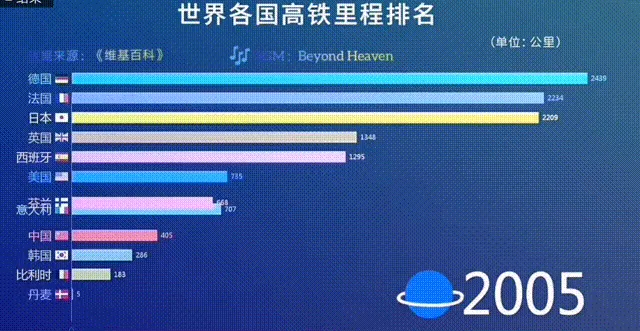 世界各国高铁里程排名
(单位: 公里)
来源：《维基百科》
BGM： Beyond Heaven
德国 2439
法国 2234
日本 2209
英国 1348
西班牙 1295
美国 735
芬兰 668
意大利 707
中国 405
韩国 286
比利时 183
丹麦 5
2005